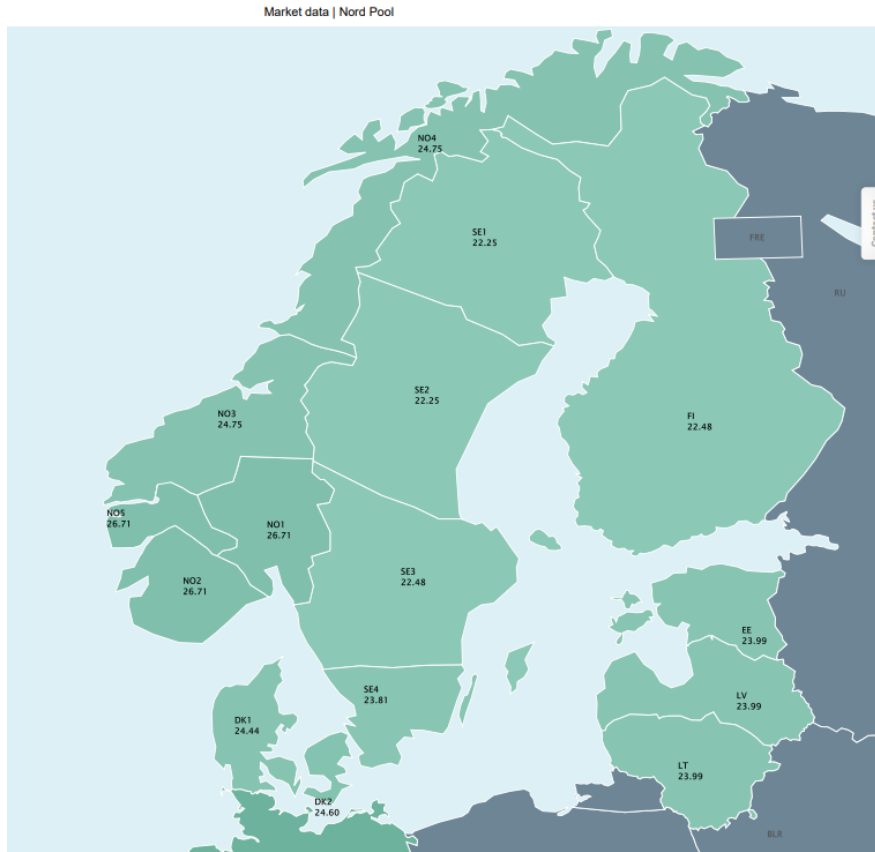 Market data | Nord Pool
NO4
24.75
SE1
22.25
FRE
RU
SE2
22.25
NO3
24.75
FI
22.48
NO5
26.71
NO1
26.71
SE3
22.48
NO2
26.71
EE
23.99
SE4
23.81
LV
23.99
DK1
24.44
LT
23.99
DK2
24.60
BLR